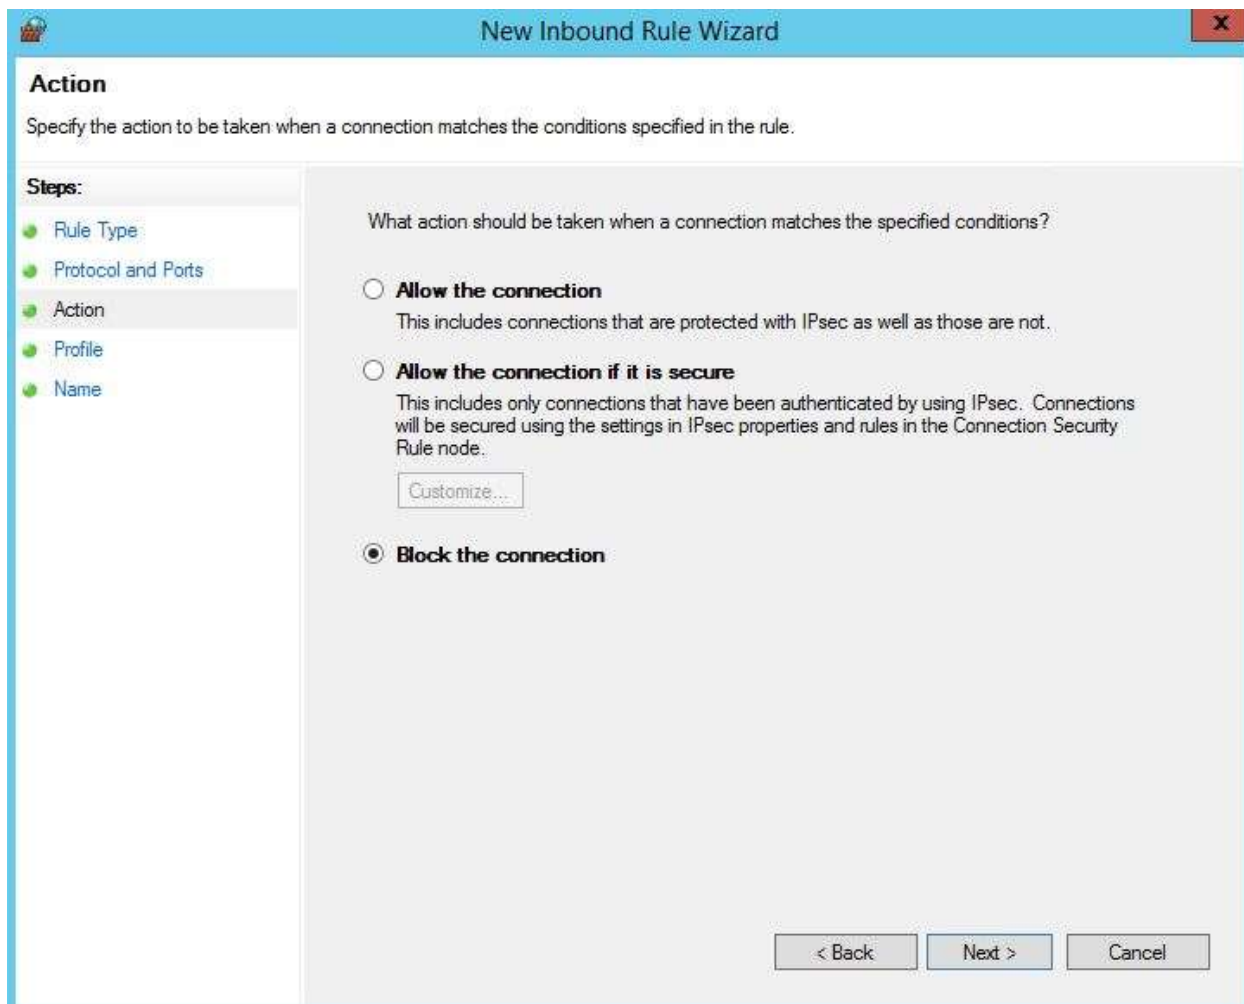 New Inbound Rule Wizard
x
Action
Specify the action to be taken when a connection matches the conditions specified in the rule.
Steps:
Rule Type
Protocol and Ports
Action
Profile
Name
What action should be taken when a connection matches the specified conditions?
Allow the connection
This includes connections that are protected with IPsec as well as those are not.
Allow the connection if it is secure
This includes only connections that have been authenticated by using IPsec. Connections
will be secured using the settings in IPsec properties and rules in the Connection Security
Rule node.
Customize...
Block the connection
< Back
Next >
Cancel